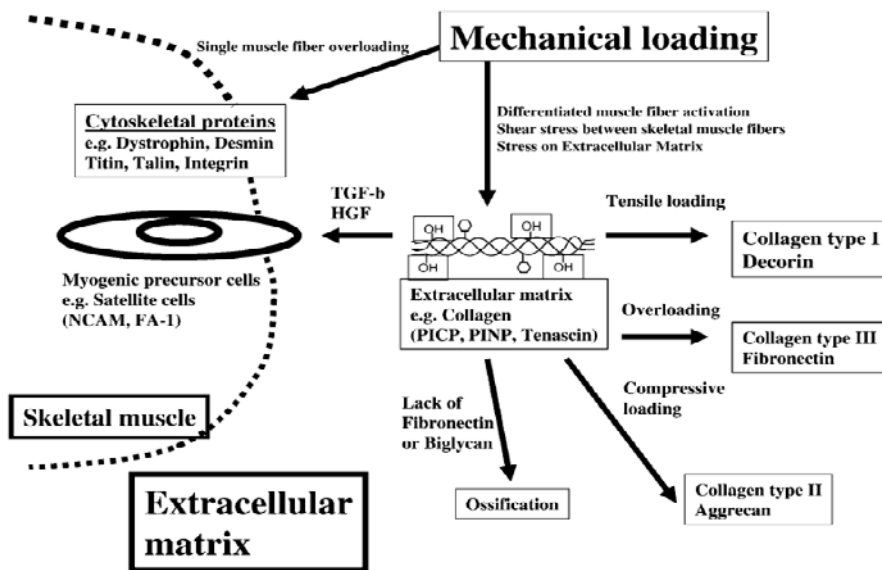 Mechanical loading
Single muscle fiber overloading
Cytoskeletal proteins
e.g. Dystrophin, Desmin
Titin, Talin, Integrin
Differentiated muscle fiber activation
Shear stress between skeletal muscle fibers
Stress on Extracellular Matrix
TGF-b
HGF
Tensile loading
OH
OH
OH
OH
Collagen type I
Decorin
Myogenic precursor cells
e.g. Satellite cells
(NCAM, FA-1)
Extracellular matrix
e.g. Collagen
(PICP, PINP, Tenascin)
Overloading
Collagen type III
Fibronectin
Compressive
loading
Lack of
Fibronectin
or Biglycan
Skeletal muscle
Extracellular
matrix
Ossification
Collagen type II
Aggrecan